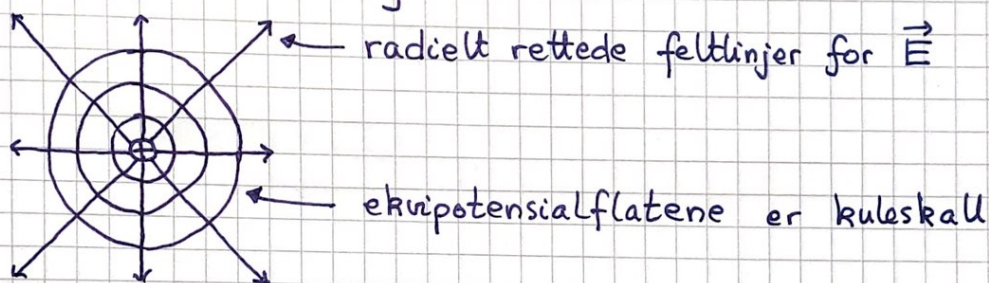 radielt rettede feltlinjer for E⃗
ekvipotensialflatene er kuleskall